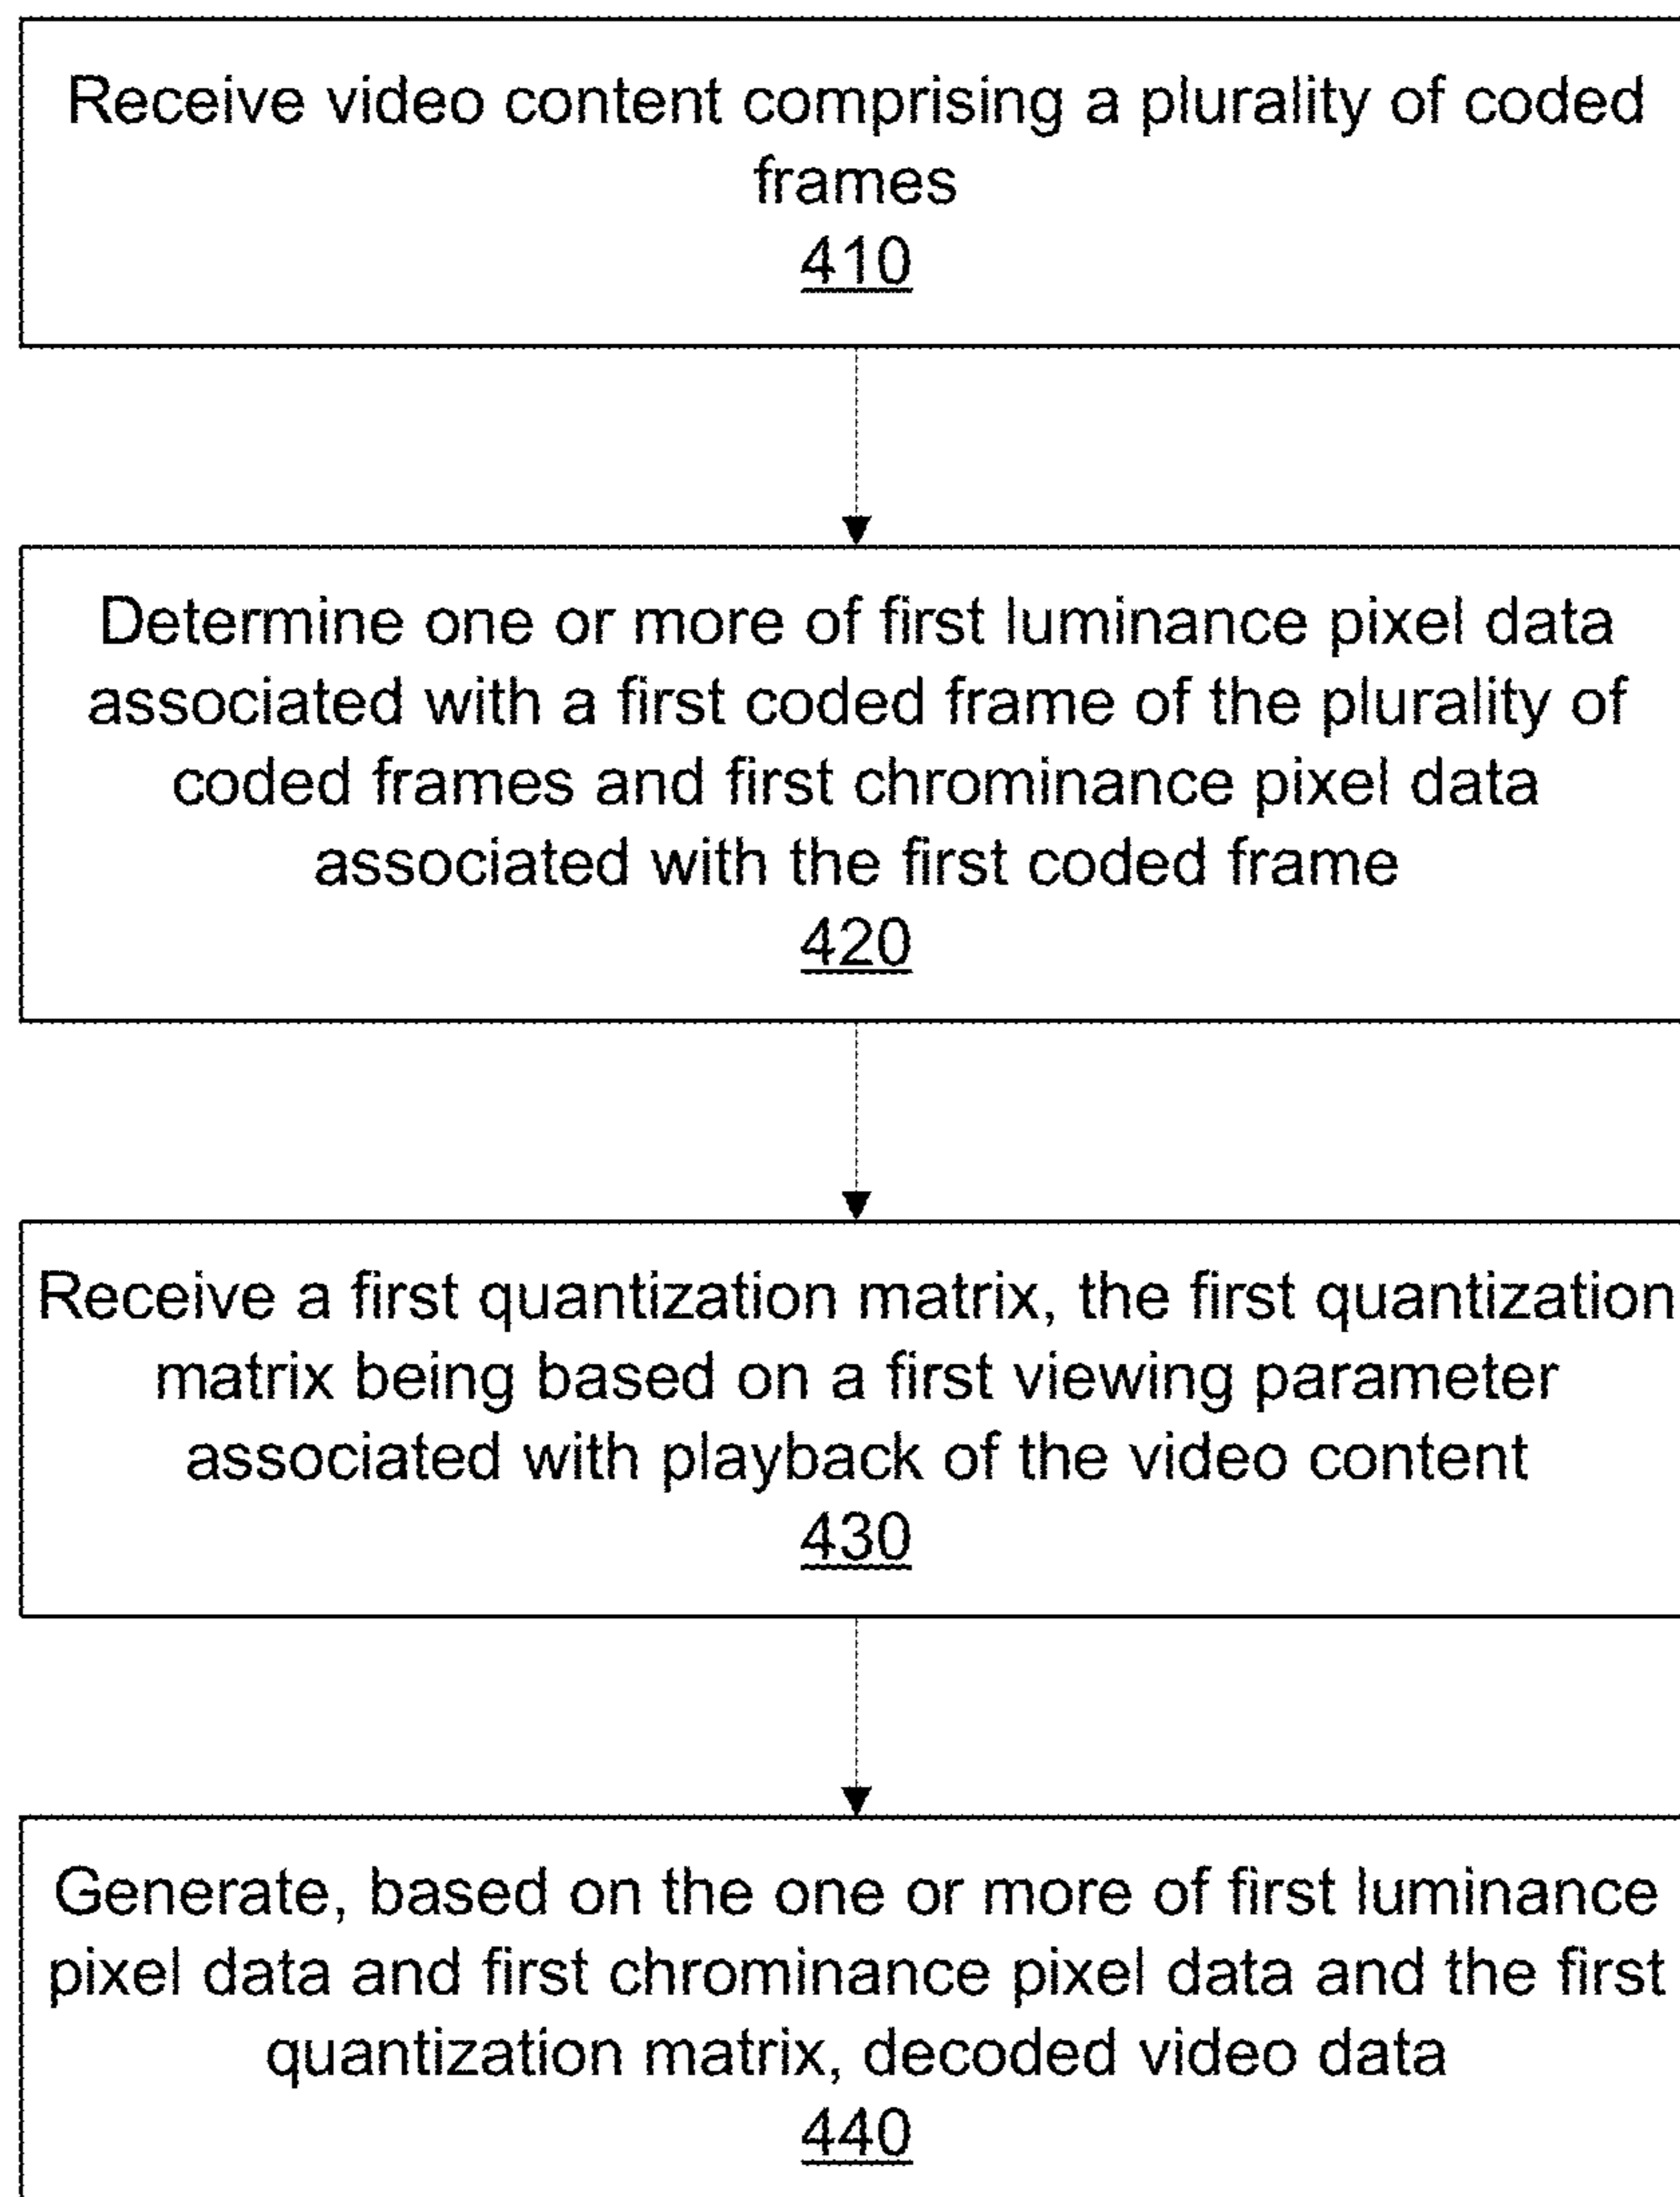 Receive video content comprising a plurality of coded
frames
410
Determine one or more of first luminance pixel data
associated with a first coded frame of the plurality of
coded frames and first chrominance pixel data
associated with the first coded frame
420
Receive a first quantization matrix, the first quantization
matrix being based on a first viewing parameter
associated with playback of the video content
430
Generate, based on the one or more of first luminance
pixel data and first chrominance pixel data and the first
quantization matrix, decoded video data
440